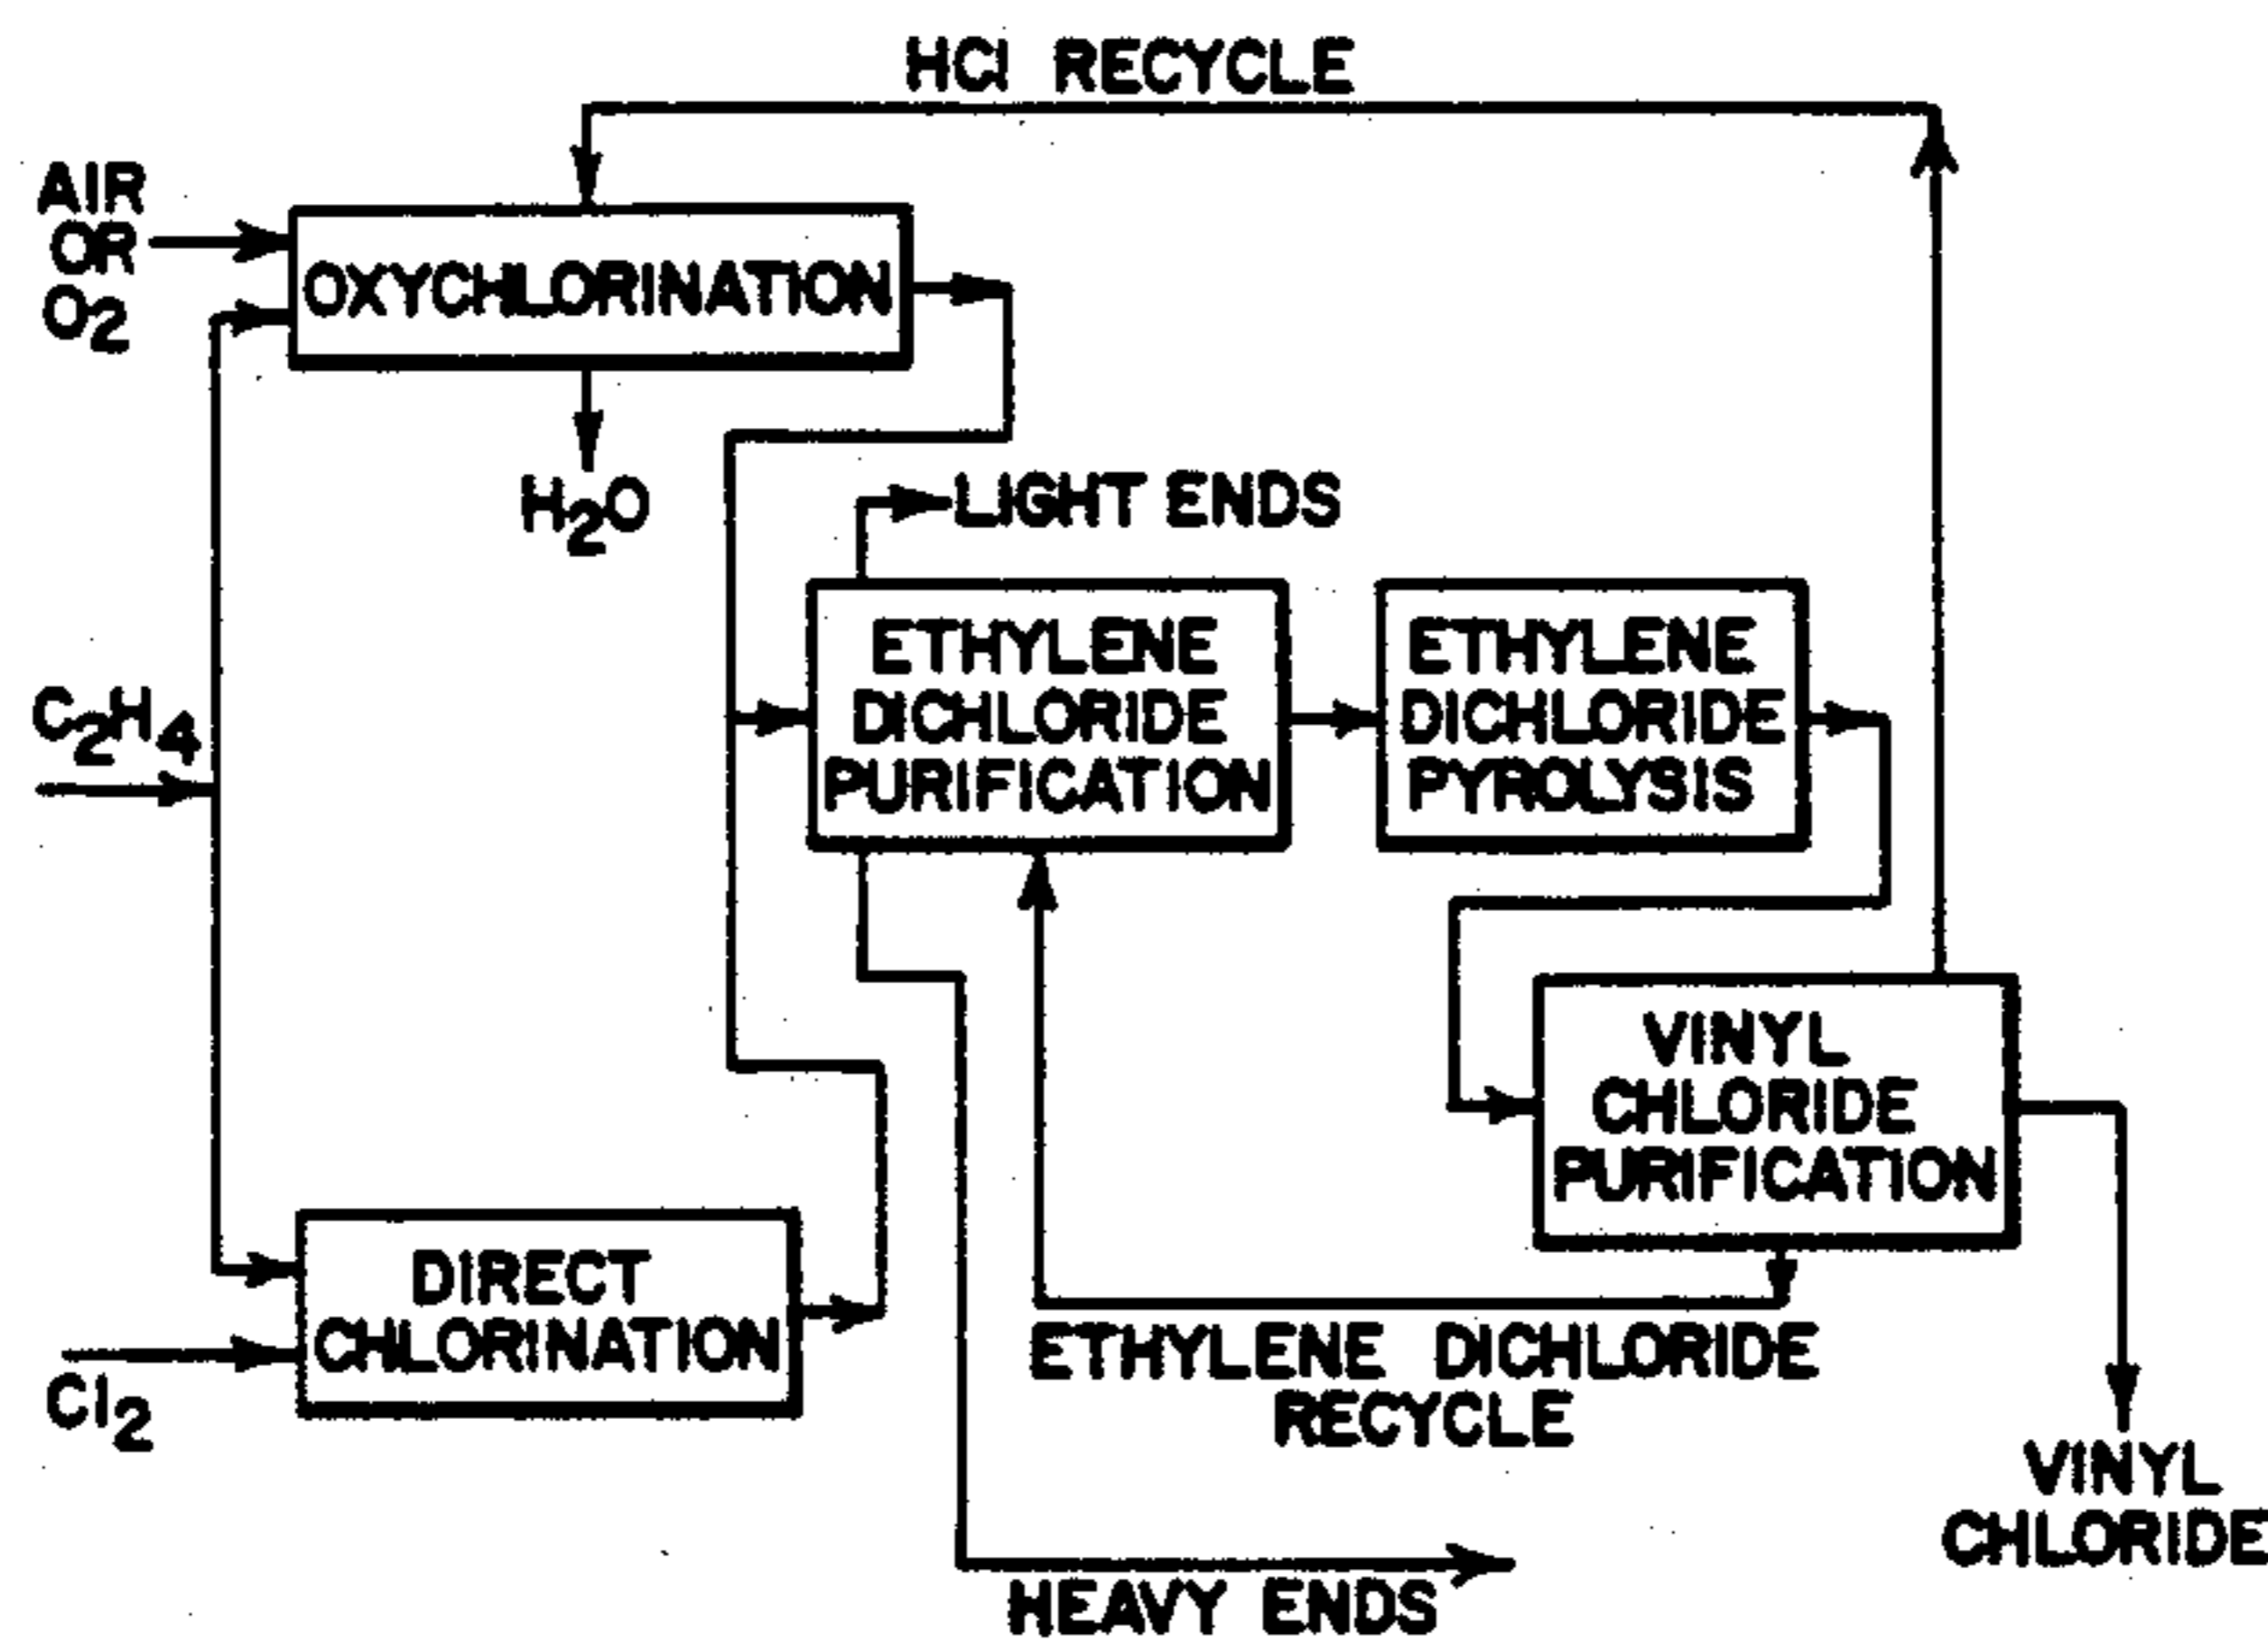 HCl RECYCLE
AIR
OR
O2
OXYCHLORINATION
H2O
LIGHT ENDS
C2H4
ETHYLENE
DICHLORIDE
PURIFICATION
ETHYLENE
DICHLORIDE
PYROLYSIS
VINYL
CHLORIDE
PURIFICATION
DIRECT
CHLORINATION
Cl2
ETHYLENE DICHLORIDE
RECYCLE
VINYL
CHLORIDE
HEAVY ENDS